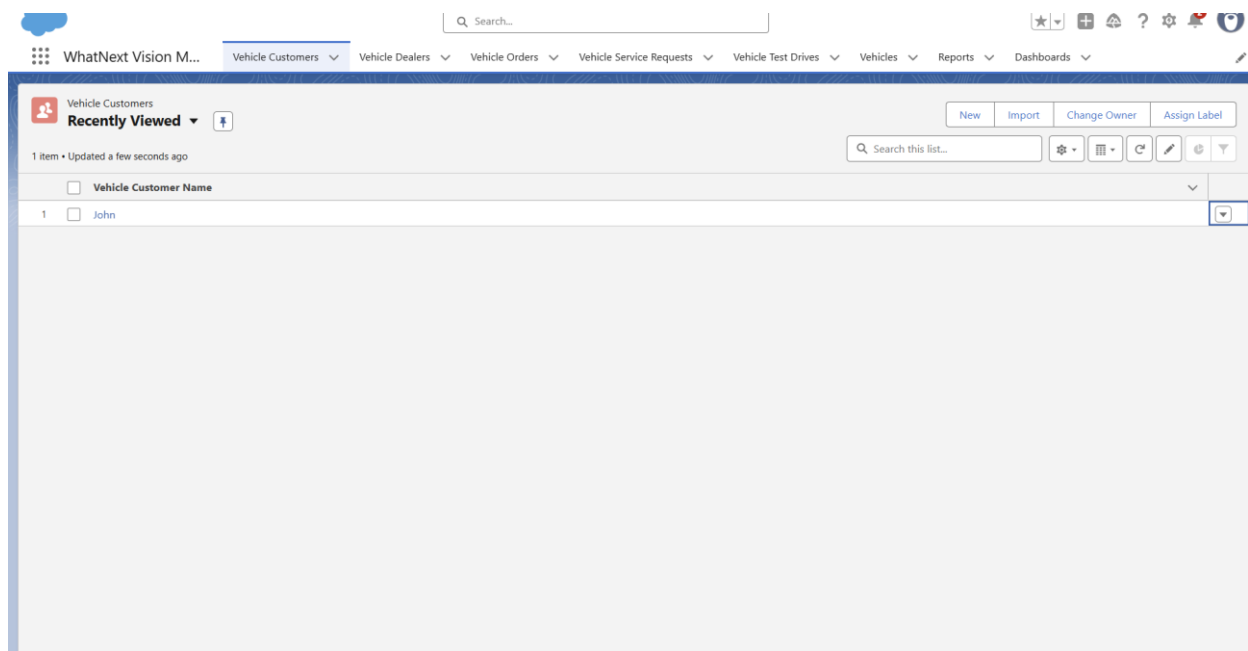 Search...
WhatNext Vision M... Vehicle Customers Vehicle Dealers Vehicle Orders Vehicle Service Requests Vehicle Test Drives Vehicles Reports Dashboards
Vehicle Customers
Recently Viewed
New Import Change Owner Assign Label
1 item • Updated a few seconds ago
Search this list...
Vehicle Customer Name
1 John